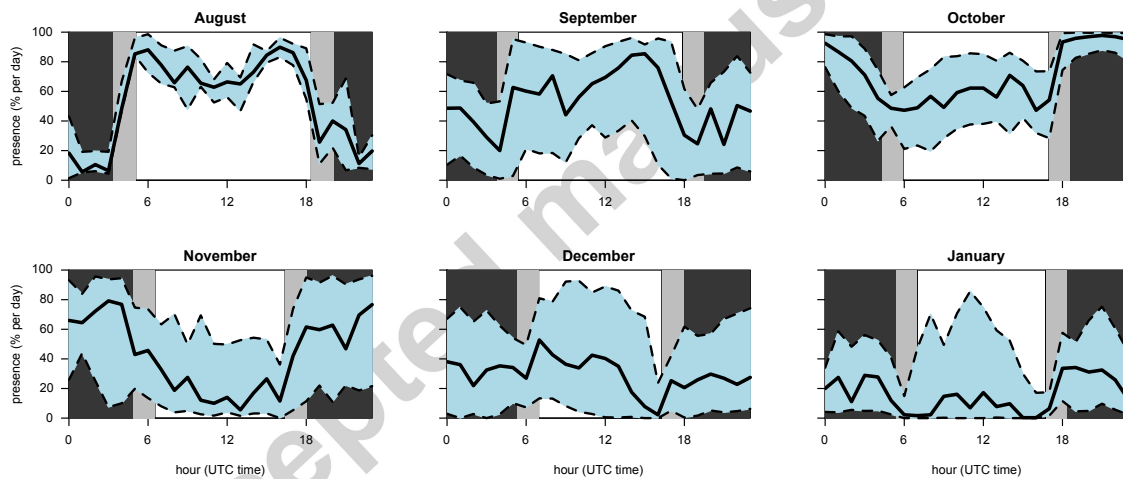 August
September
October
100
80
60
40
20
0
presence (% per day)
0 6 12 18
0 6 12 18
0 6 12 18
November
December
January
100
80
60
40
20
0
presence (% per day)
0 6 12 18
0 6 12 18
0 6 12 18
hour (UTC time)
hour (UTC time)
hour (UTC time)
epted manus